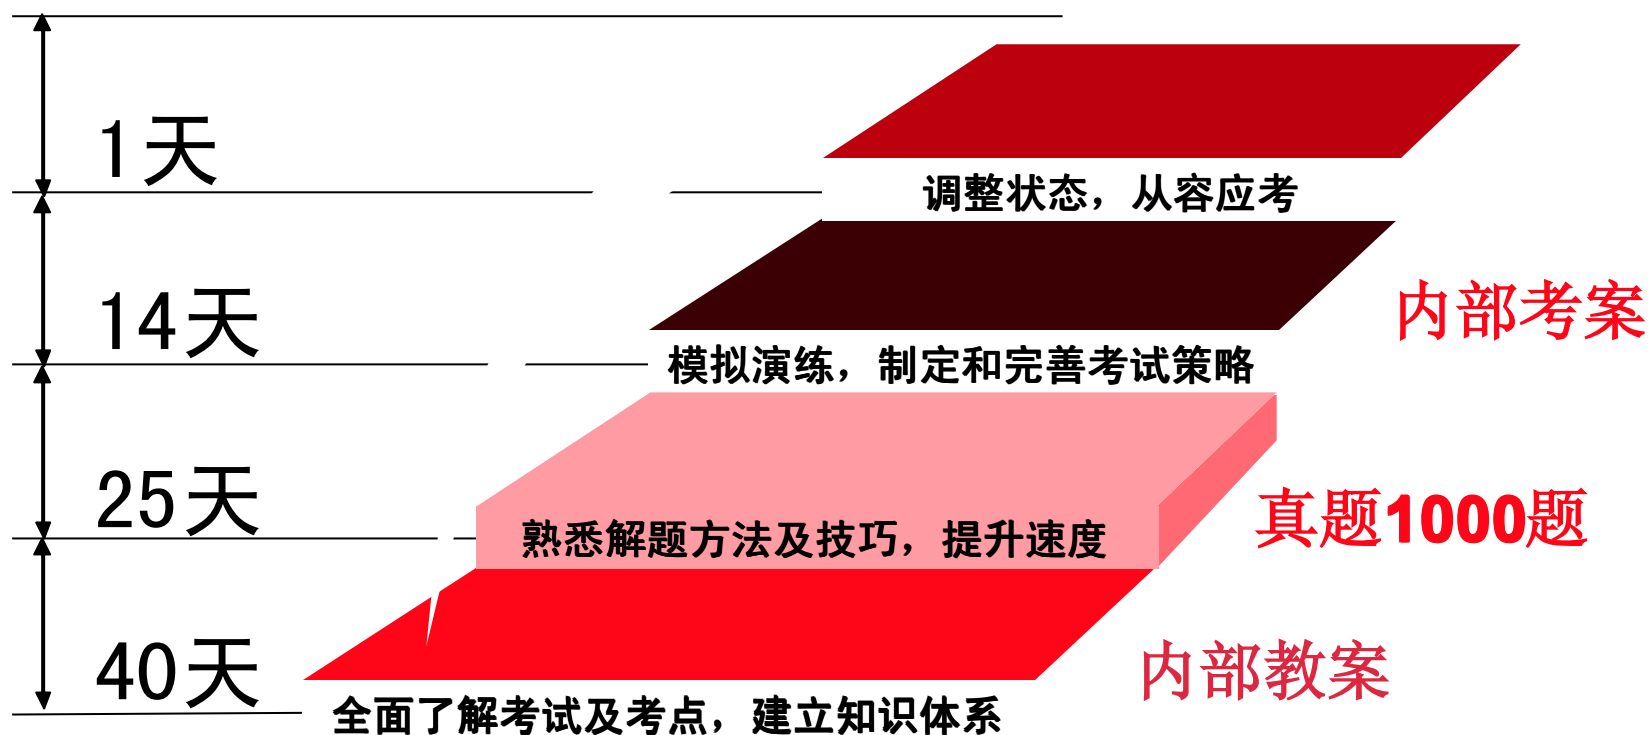 1天
调整状态，从容应考
14天
内部考案
模拟演练，制定和完善考试策略
25天
真题1000题
熟悉解题方法及技巧，提升速度
40天
内部教案
全面了解考试及考点，建立知识体系